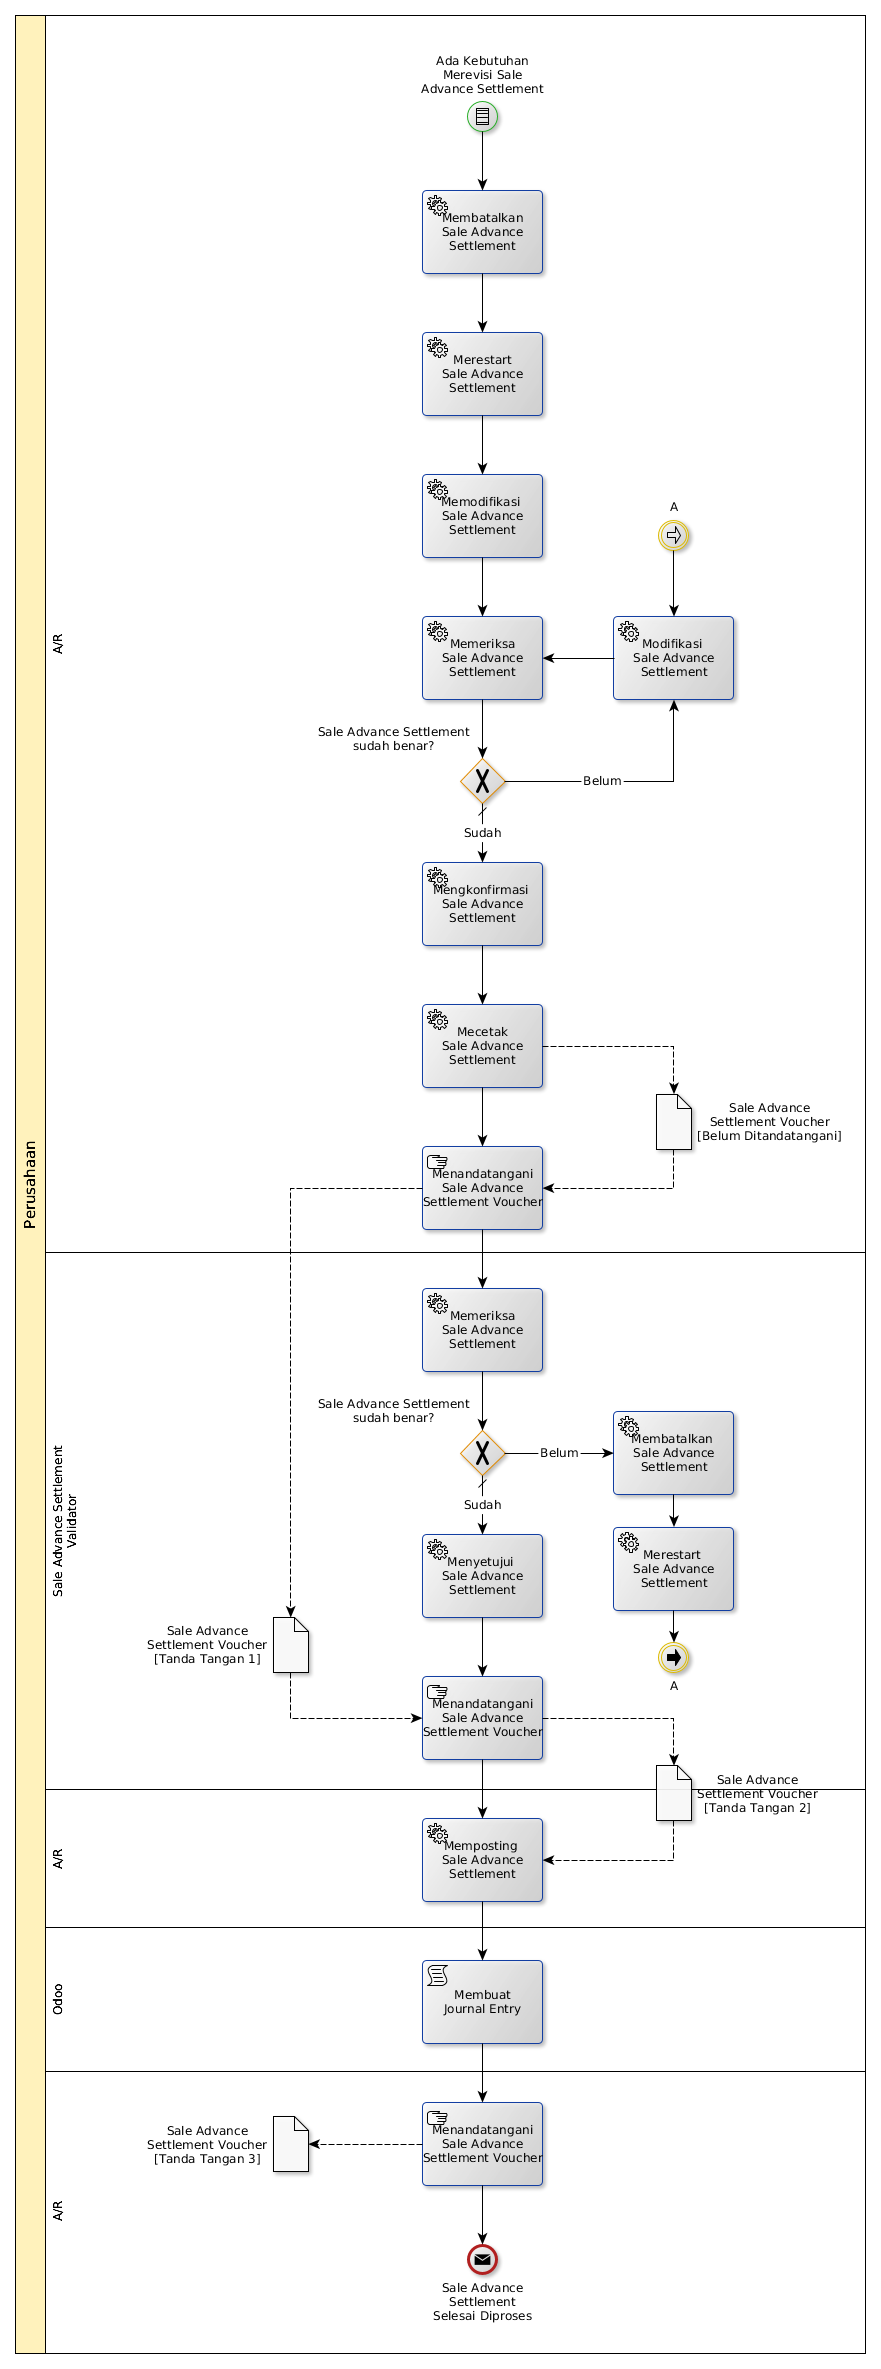 Perusahaan
A/R
Ada Kebutuhan
Merevisi Sale
Advance Settlement
Membatalkan
Sale Advance
Settlement
Merestart
Sale Advance
Settlement
Memodifikasi
Sale Advance
Settlement
A
Memeriksa
Sale Advance
Settlement
Modifikasi
Sale Advance
Settlement
Sale Advance Settlement
sudah benar?
Belum
Sudah
Mengkonfirmasi
Sale Advance
Settlement
Mecetak
Sale Advance
Settlement
Sale Advance
Settlement Voucher
[Belum Ditandatangani]
Menandatangani
Sale Advance
Settlement Voucher
Sale Advance Settlement
Validator
Memeriksa
Sale Advance
Settlement
Sale Advance Settlement
sudah benar?
Belum
Membatalkan
Sale Advance
Settlement
Sudah
Menyetujui
Sale Advance
Settlement
Merestart
Sale Advance
Settlement
Sale Advance
Settlement Voucher
[Tanda Tangan 1]
A
Menandatangani
Sale Advance
Settlement Voucher
Sale Advance
Settlement Voucher
[Tanda Tangan 2]
A/R
Memposting
Sale Advance
Settlement
Odoo
Membuat
Journal Entry
A/R
Menandatangani
Sale Advance
Settlement Voucher
Sale Advance
Settlement Voucher
[Tanda Tangan 3]
Sale Advance
Settlement
Selesai Diproses